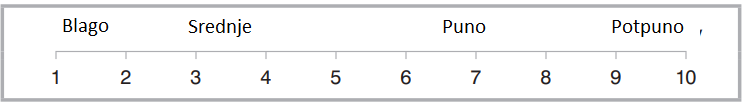 Blago Srednje Puno Potpuno ,
1 2 3 4 5 6 7 8 9 10